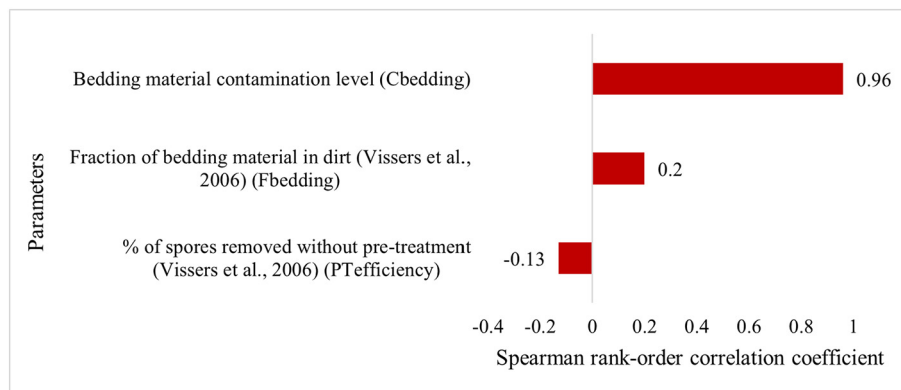 Parameters
Bedding material contamination level (Cbedding)
0.96
Fraction of bedding material in dirt (Vissers et al.,
2006) (Fbedding)
0.2
% of spores removed without pre-treatment
(Vissers et al., 2006) (PTefficiency)
-0.13
-0.4 -0.2 0 0.2 0.4 0.6 0.8 1
Spearman rank-order correlation coefficient